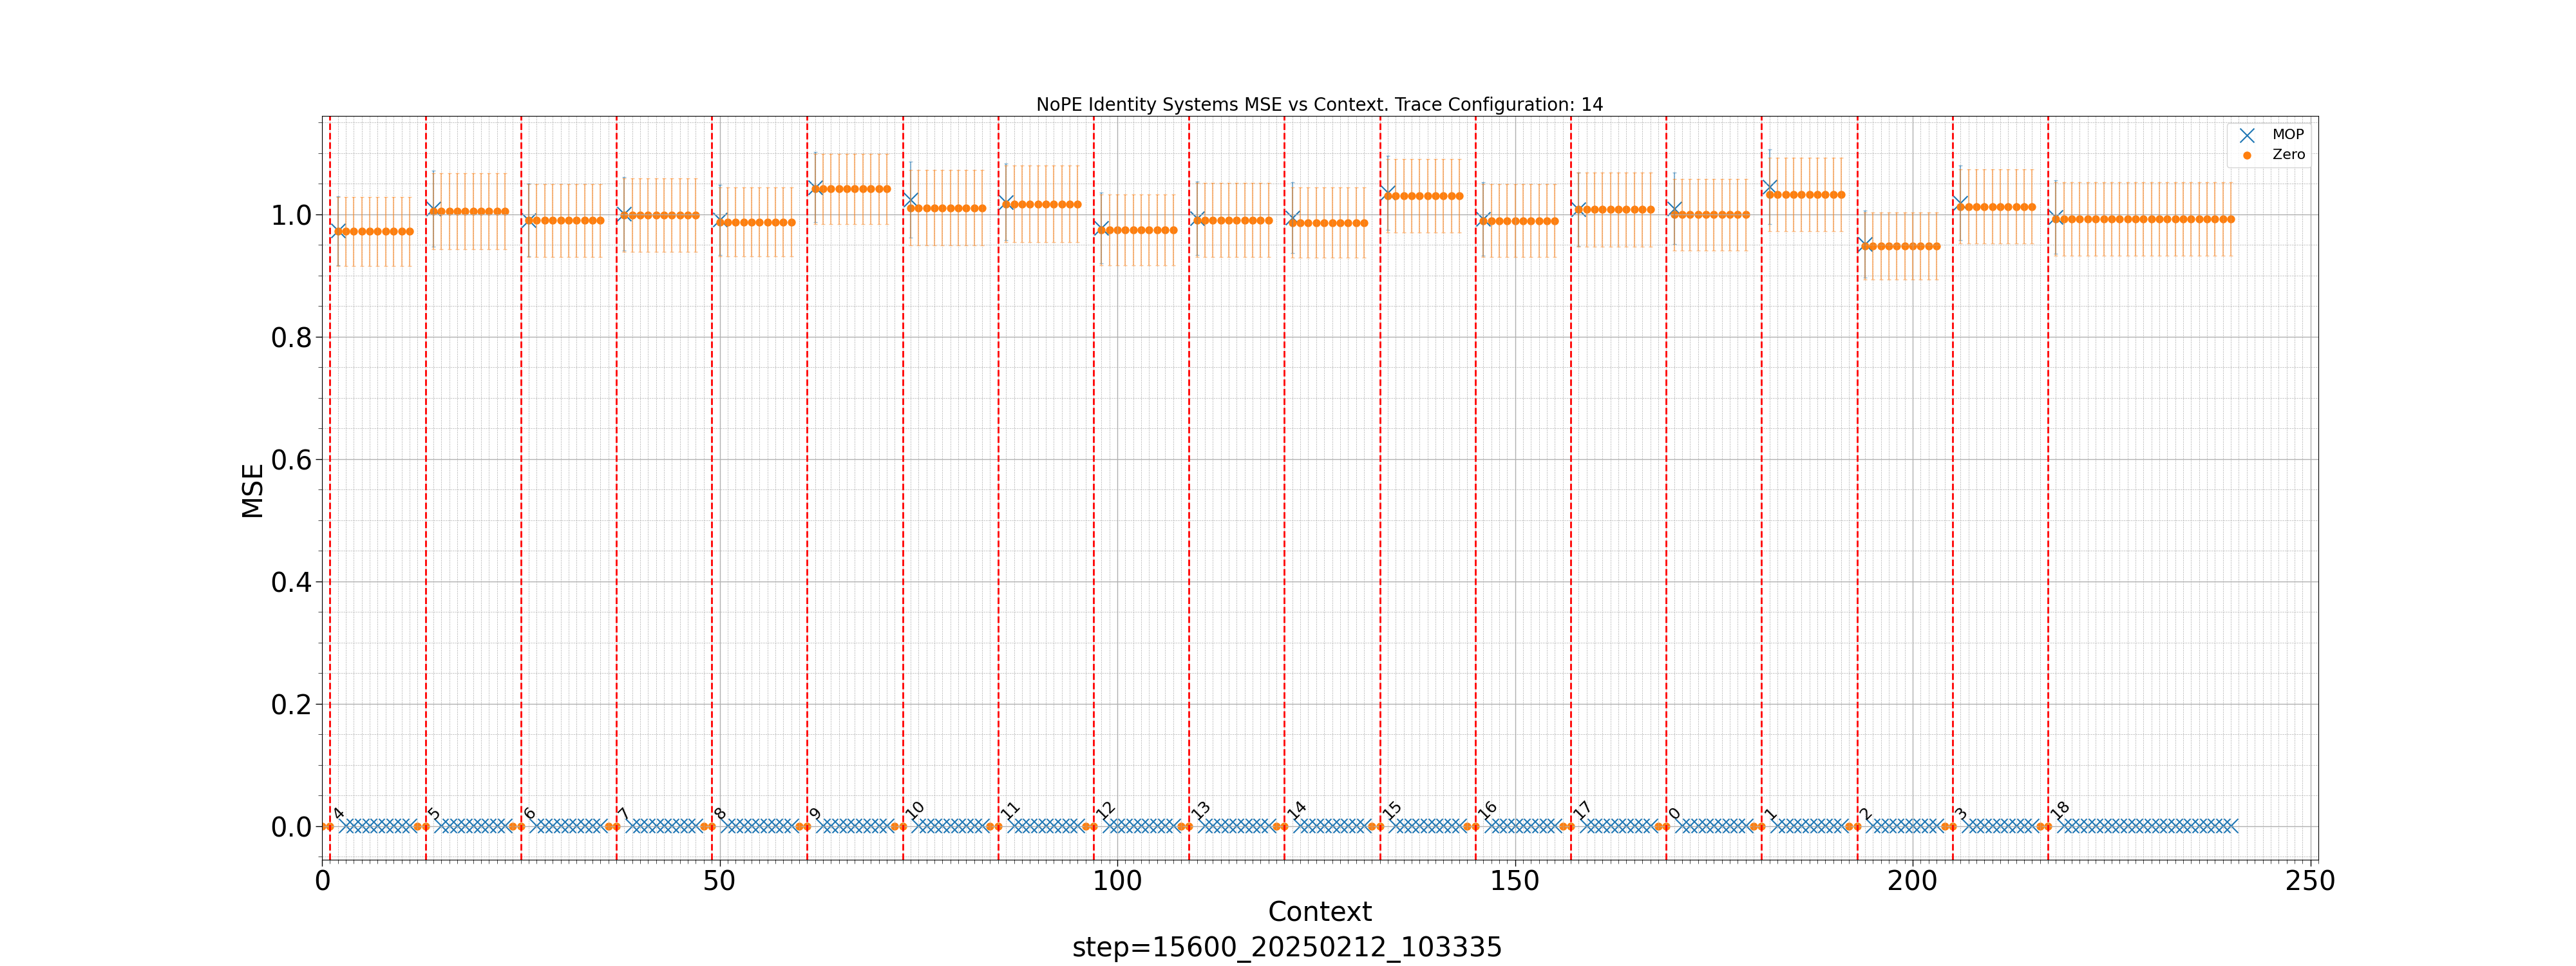 NoPE Identity Systems MSE vs Context. Trace Configuration: 14
MOP
Zero
1.0
0.8
0.6
0.4
0.2
0.0
MSE
4 5 6 7 8 9 10 11 12 13 14 15 16 17 0 1 2 3 18
0 50 100 150 200 250
Context
step=15600_20250212_103335